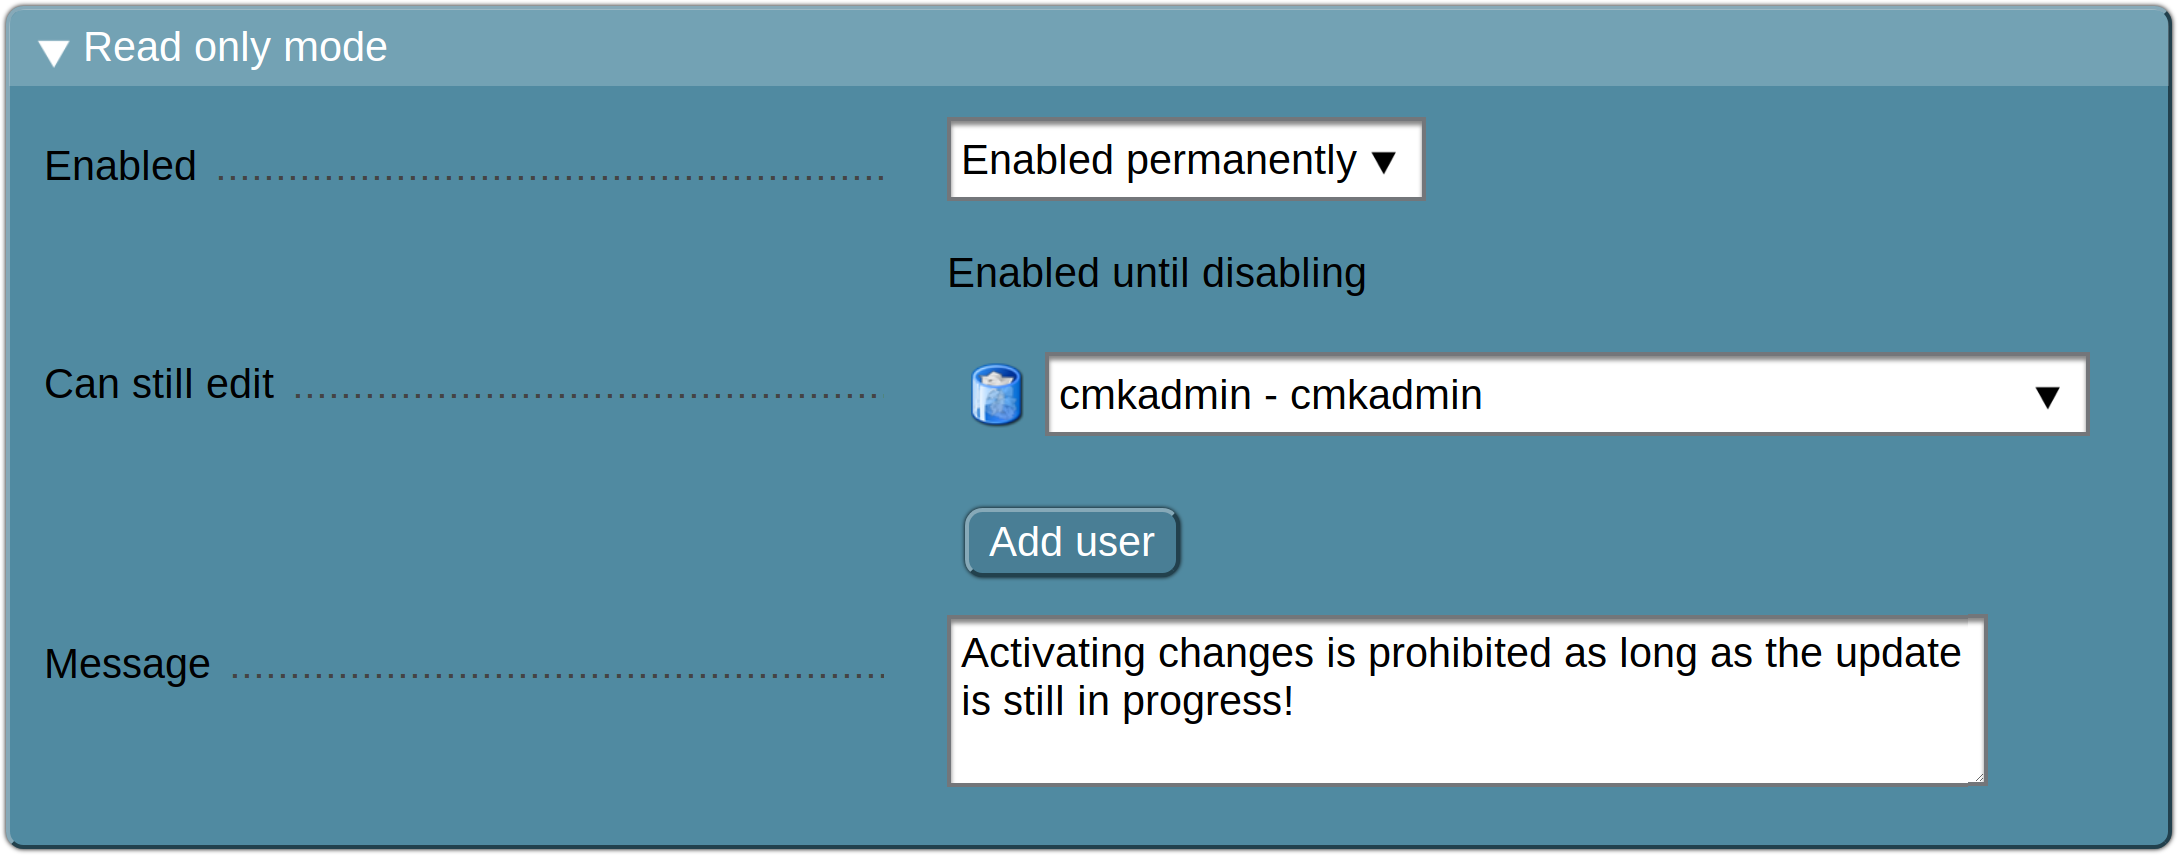 Read only mode
Enabled
Enabled permanently
Enabled until disabling
Can still edit
cmkadmin - cmkadmin
Add user
Message
Activating changes is prohibited as long as the update
is still in progress!